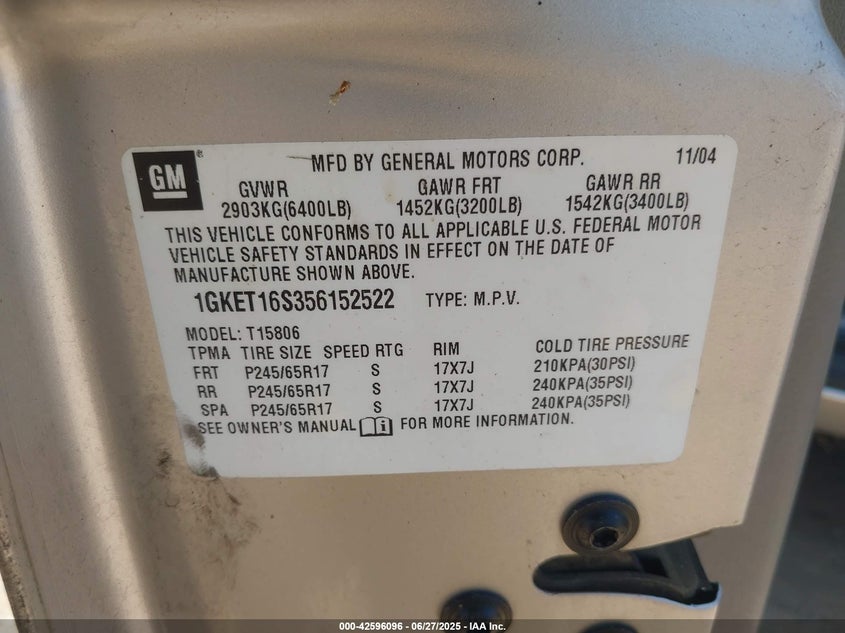 GM ® MFD BY GENERAL MOTORS CORP. 11/04
GVWR GAWR FRT GAWR RR
2903KG(6400LB) 1452KG(3200LB) 1542KG(3400LB)
THIS VEHICLE CONFORMS TO ALL APPLICABLE U.S. FEDERAL MOTOR
VEHICLE SAFETY STANDARDS IN EFFECT ON THE DATE OF
MANUFACTURE SHOWN ABOVE.
1GKET16S356152522 TYPE: M.P.V.
MODEL: T15806
TPMA TIRE SIZE SPEED RTG RIM COLD TIRE PRESSURE
FRT P245/65R17 S 17X7J 210KPA(30PSI)
RR P245/65R17 S 17X7J 240KPA(35PSI)
SPA P245/65R17 S 17X7J 240KPA(35PSI)
SEE OWNER'S MANUAL i FOR MORE INFORMATION.
000-42596096 - 06/27/2025 - IAA Inc.